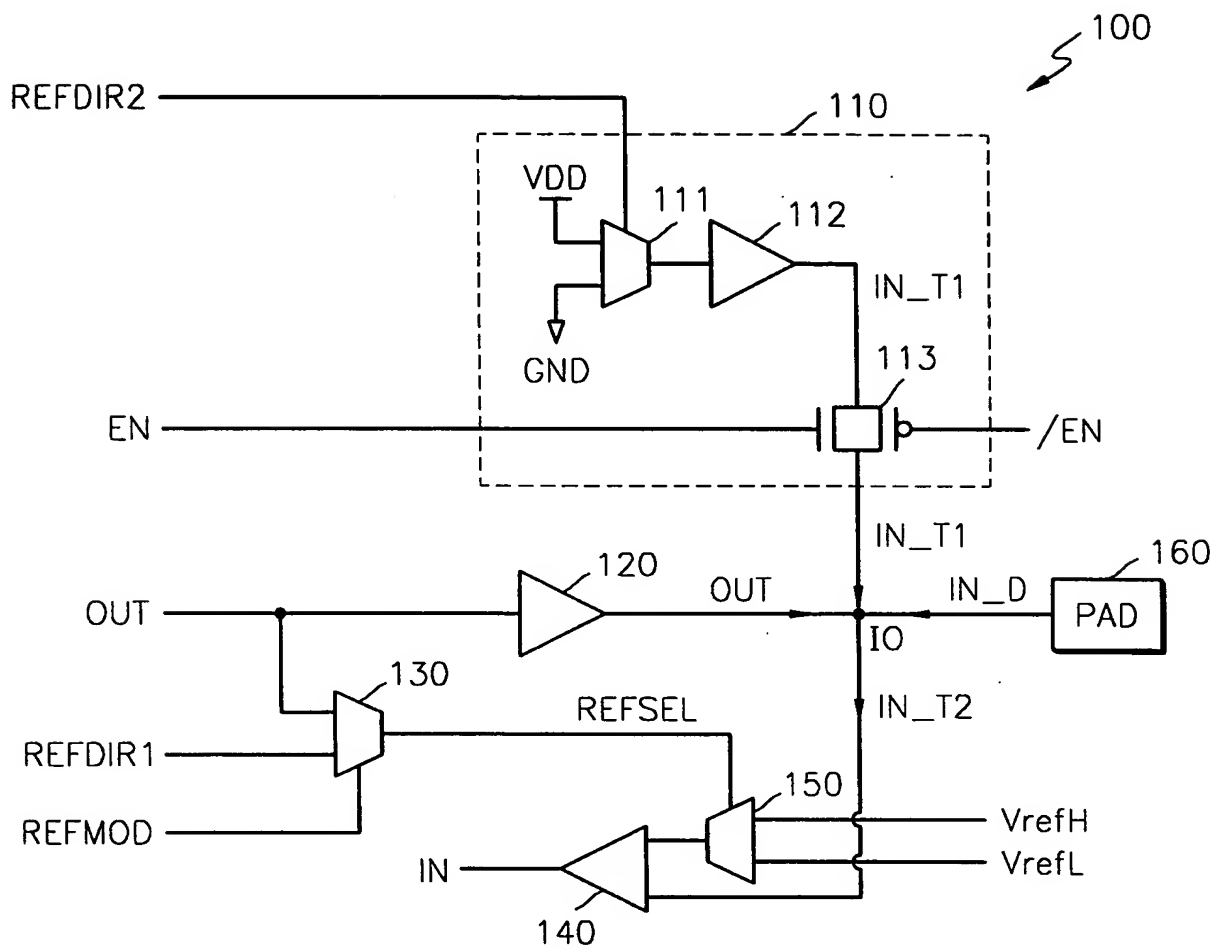 100
REFDIR2
110
VDD
111
112
IN_T1
GND
113
EN
/EN
IN_T1
160
120
OUT
OUT
IN_D
PAD
IO
130
REFSEL
IN_T2
REFDIR1
150
REFMOD
VrefH
IN
VrefL
140